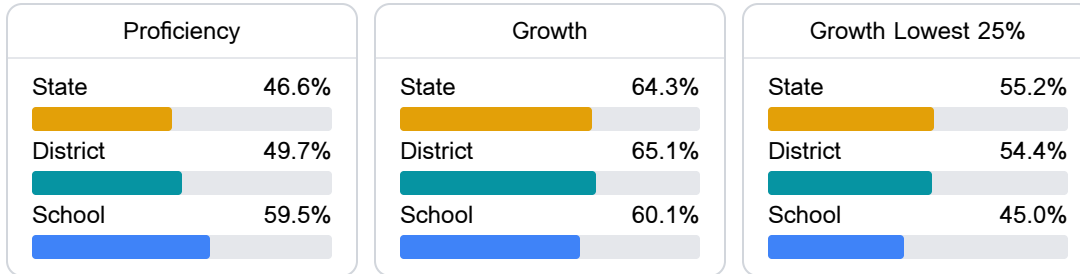 Proficiency
State 46.6%
District 49.7%
School 59.5%
Growth
State 64.3%
District 65.1%
School 60.1%
Growth Lowest 25%
State 55.2%
District 54.4%
School 45.0%